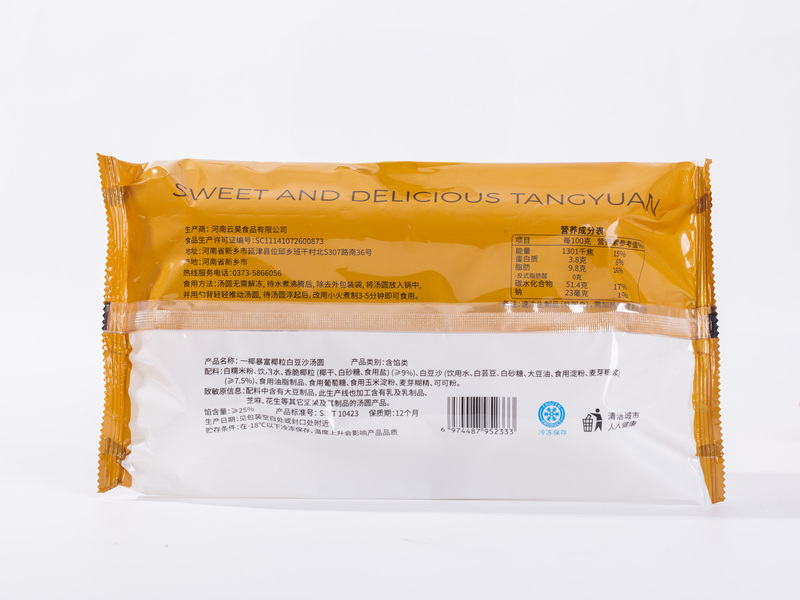 SWEET AND DELICIOUS TANGYUAN
生产商: 河南云昊食品有限公司
食品生产许可证编号: SC11141072600873
地址: 河南省新乡市延津县位邱乡班干村北S307路南36号
地: 河南省新乡市
热线服务电话: 0373-5866056
食用方法: 汤圆无需解冻, 待水煮沸腾后, 除去外包装袋, 将汤圆放入锅中,
并用勺背轻轻推动汤圆, 待汤圆浮起后, 改用小火煮制3-5分钟即可食用。
营养成分表
项目 每100克 营养素参考值%
能量 1301千焦 15%
蛋白质 3.8克 6%
脂肪 9.8克 16%
-反式脂肪酸 0克
碳水化合物 51.4克 17%
钠 23毫克 1%
产品名称: 一椰暴富椰粒白豆沙汤圆 产品类别: 含馅类
配料: 白糯米粉、饮用水、香脆椰粒 (椰干、白砂糖、食用盐) (≥9%)、白豆沙 (饮用水、白芸豆、白砂糖、大豆油、食用淀粉、麦芽糖浆)
(≥7.5%)、食用油脂制品、食用葡萄糖、食用玉米淀粉、麦芽糊精、可可粉。
致敏原信息: 配料中含有大豆制品, 此生产线也加工含有乳及乳制品、
芝麻、花生等其它坚果及其制品的汤圆产品。
馅含量: ≥25% 产品标准号: SB/T 10423 保质期: 12个月
生产日期: 见包装空白处或封口处附近
贮存条件: 在-18℃以下冷冻保存, 温度上升会影响产品品质
6 974487 952333
冷冻保存
清洁城市
人人健康